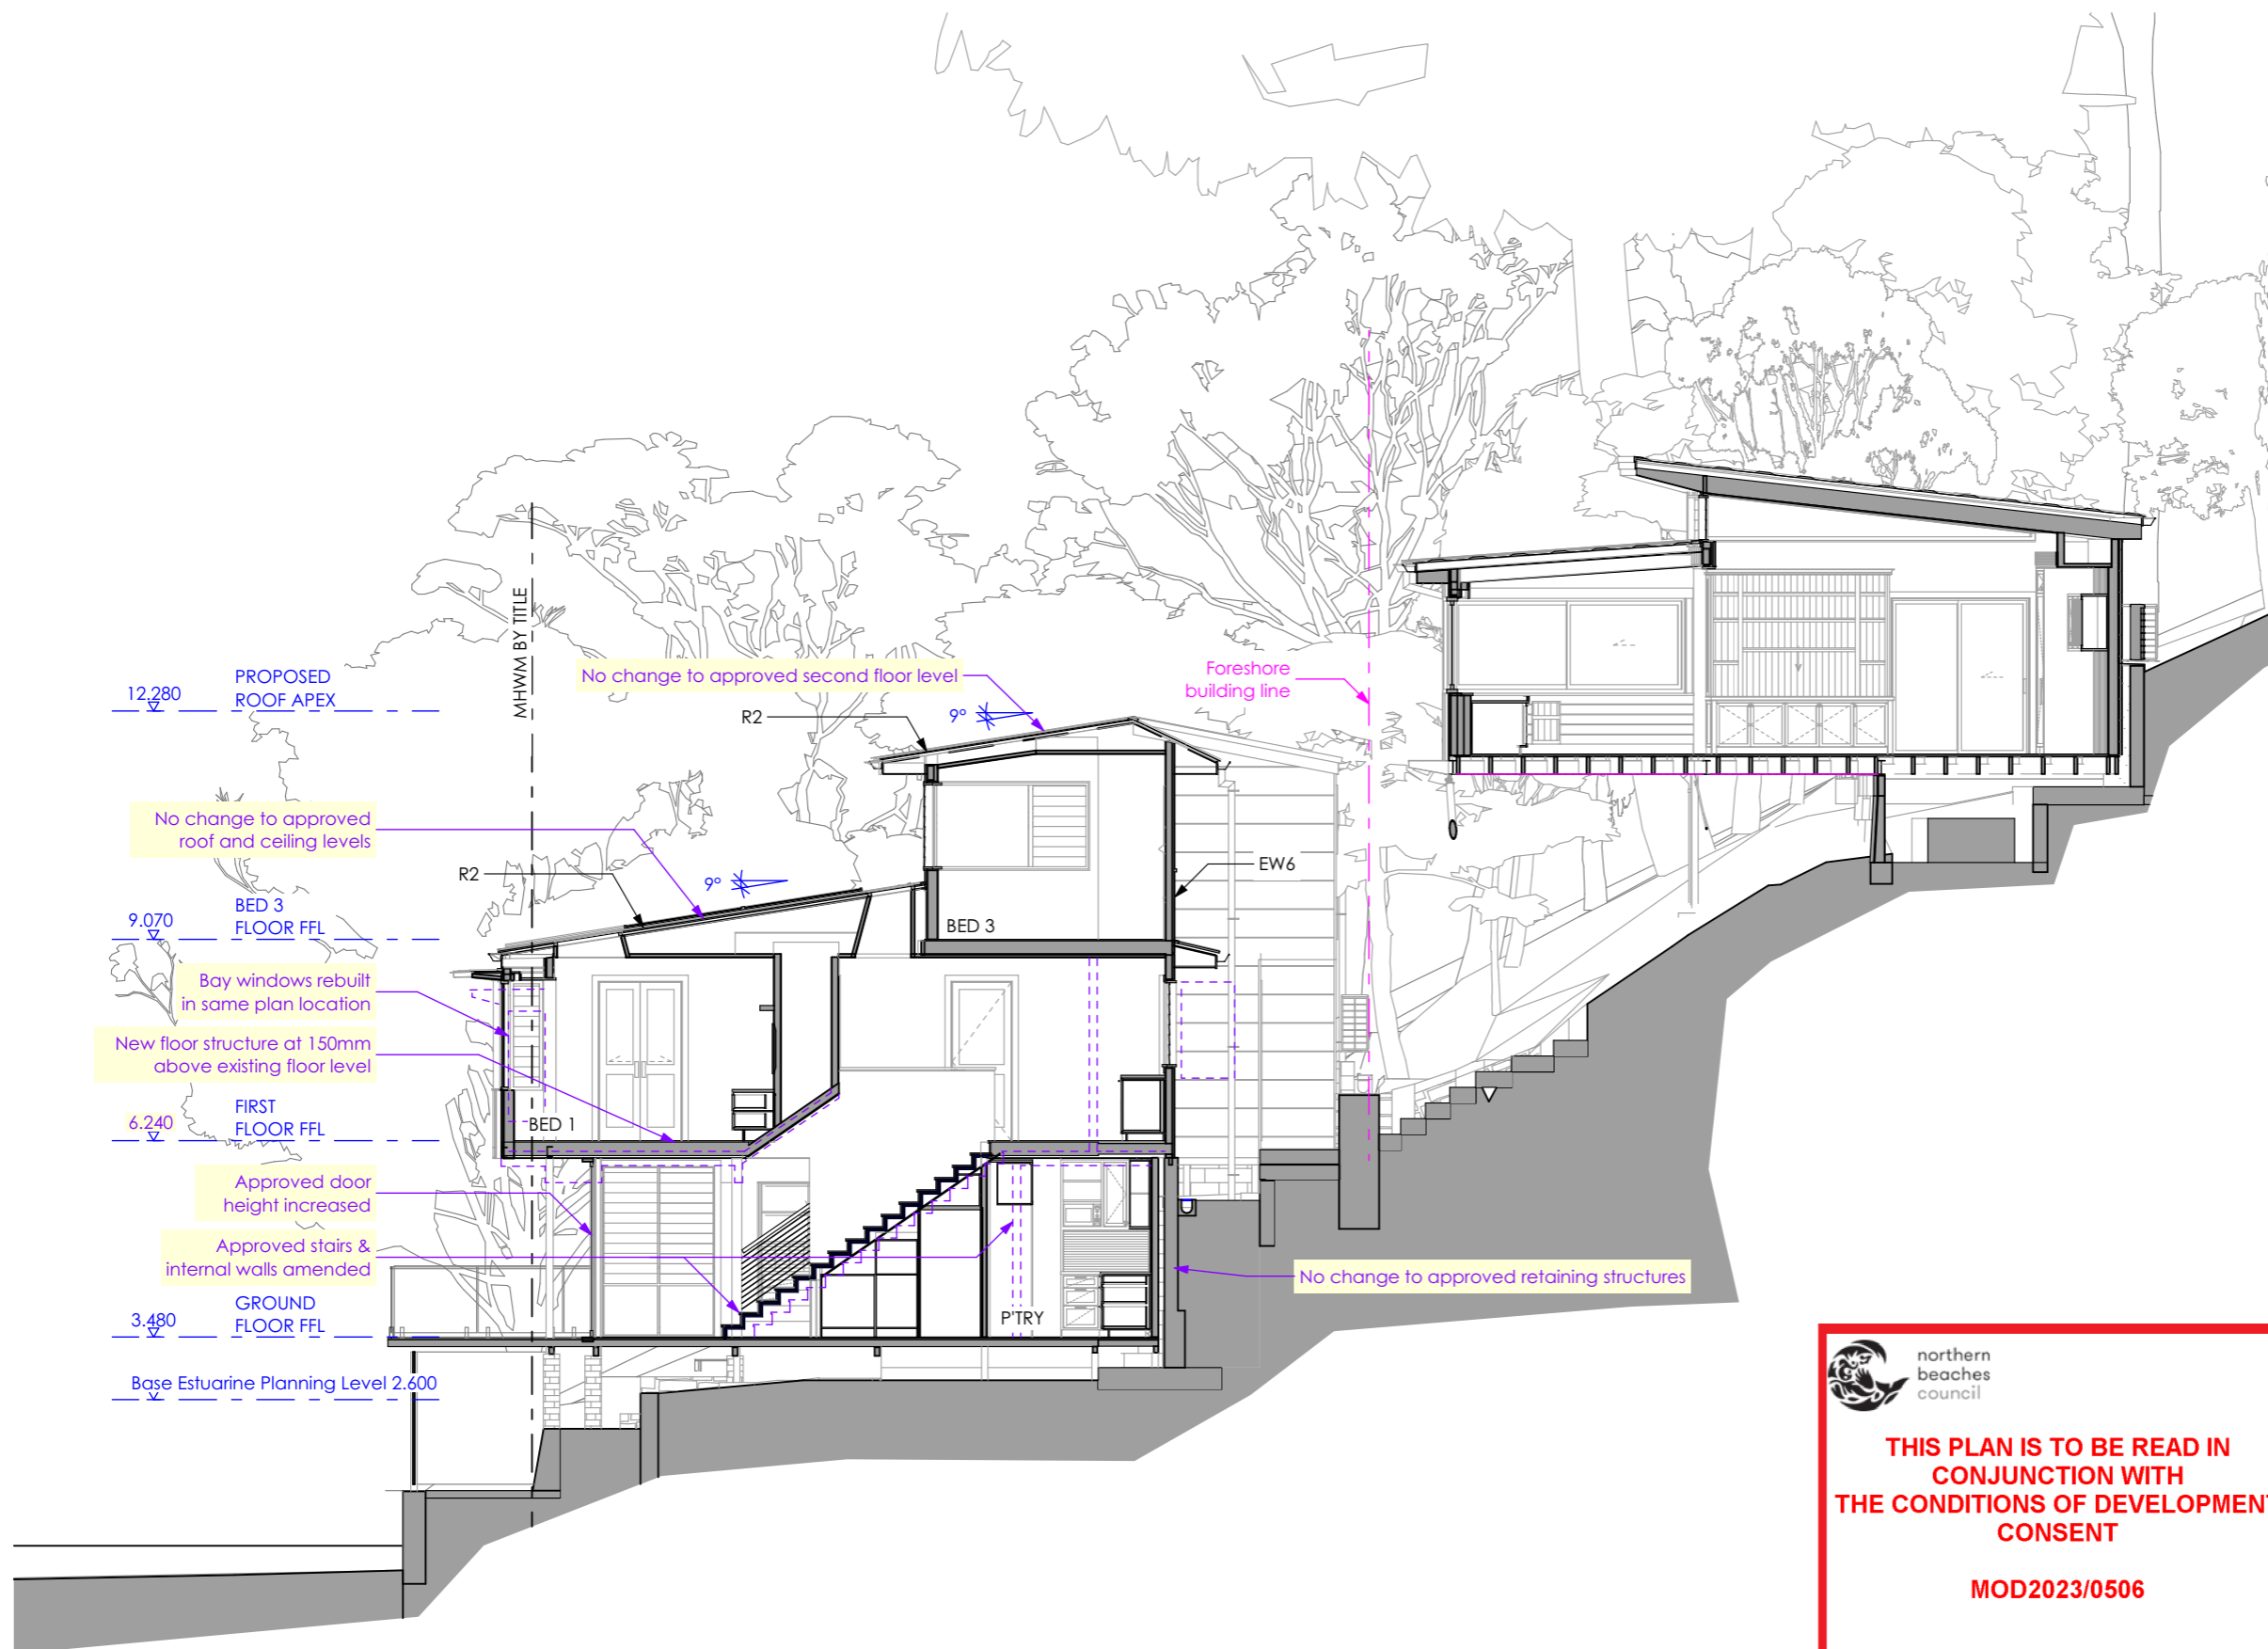 MHWM BY TITLE
12.280
PROPOSED
ROOF APEX
No change to approved second floor level
Foreshore
building line
R2
9°
No change to approved
roof and ceiling levels
R2
9°
EW6
9.070
BED 3
FLOOR FFL
BED 3
Bay windows rebuilt
in same plan location
New floor structure at 150mm
above existing floor level
6.240
FIRST
FLOOR FFL
BED 1
Approved door
height increased
Approved stairs &
internal walls amended
No change to approved retaining structures
3.480
GROUND
FLOOR FFL
P'TRY
Base Estuarine Planning Level 2.600
northern
beaches
council
THIS PLAN IS TO BE READ IN
CONJUNCTION WITH
THE CONDITIONS OF DEVELOPMENT
CONSENT
MOD2023/0506